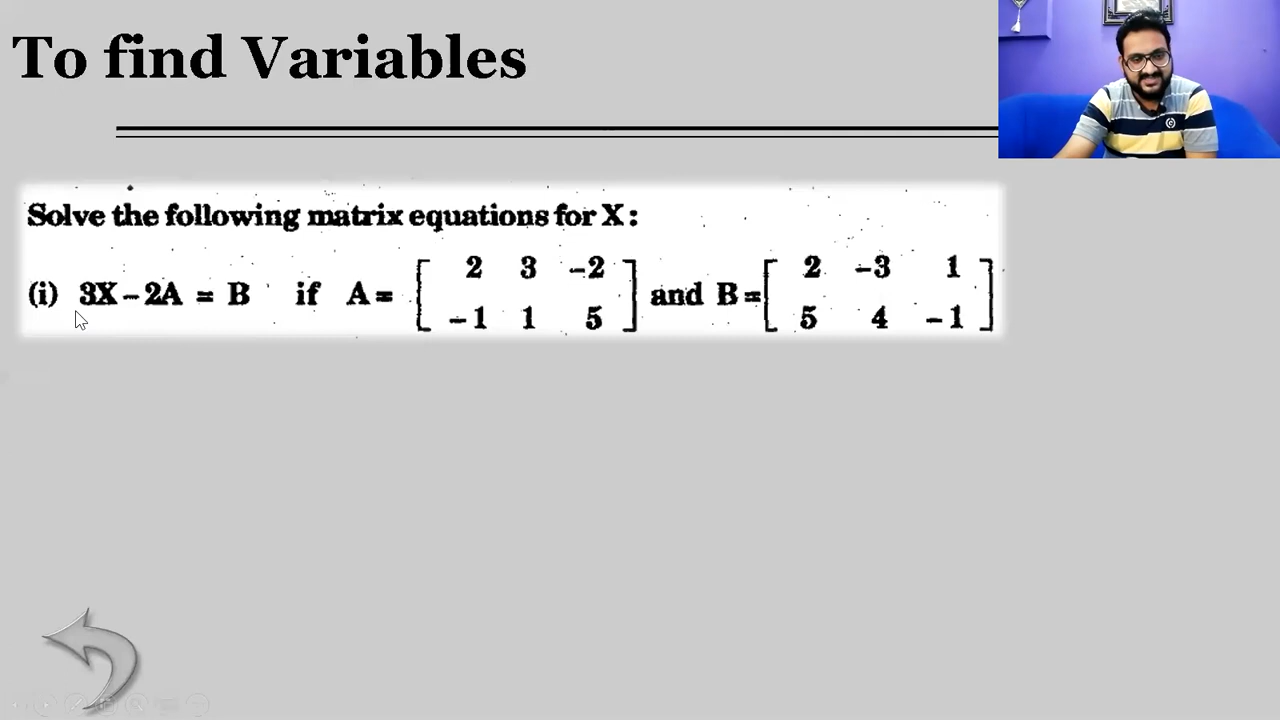 To find Variables
Solve the following matrix equations for X:
(i) 3X – 2A = B if A = [ 2 3 –2 ; –1 1 5 ] and B = [ 2 –3 1 ; 5 4 –1 ]